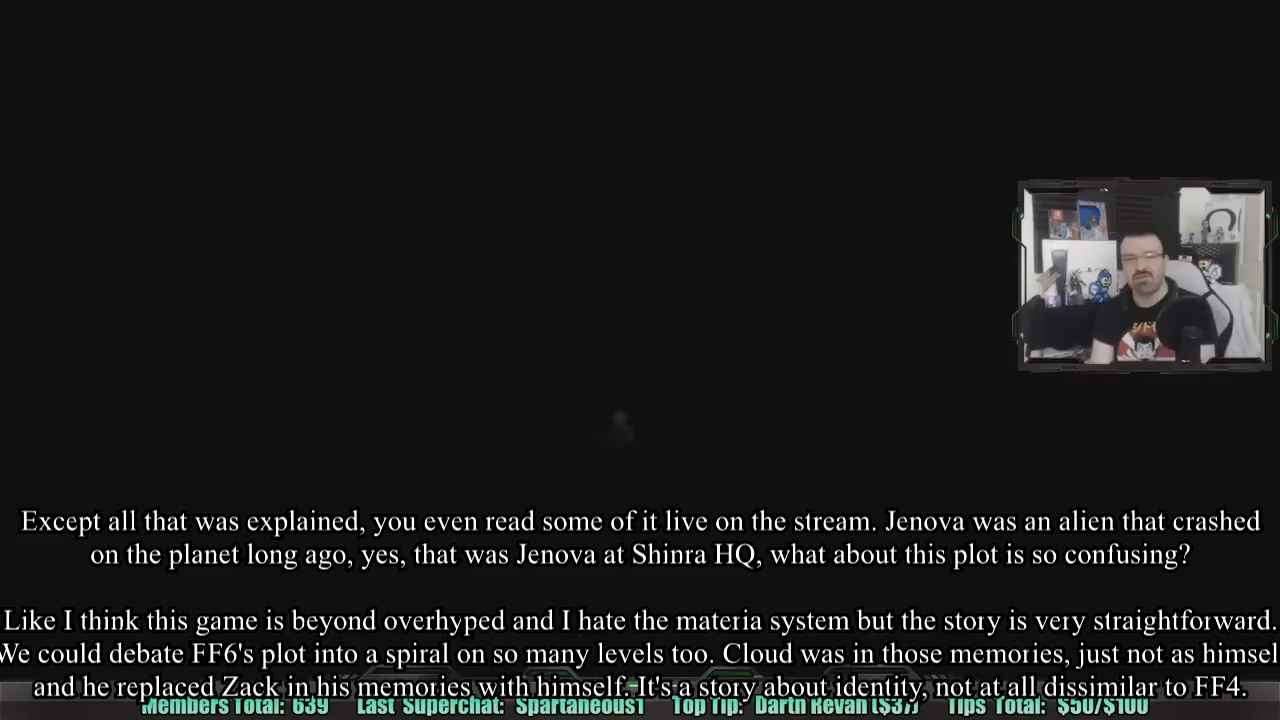 Except all that was explained, you even read some of it live on the stream. Jenova was an alien that crashed
on the planet long ago, yes, that was Jenova at Shinra HQ, what about this plot is so confusing?
Like I think this game is beyond overhyped and I hate the materia system but the story is very straightforward.
We could debate FF6's plot into a spiral on so many levels too. Cloud was in those memories, just not as himsel
and he replaced Zack in his memories with himself. It's a story about identity, not at all dissimilar to FF4.
Members Total: 639 Last Superchat: Spartaneous1 Top Tip: Darth Revan ($37) Tips Total: $50/$100